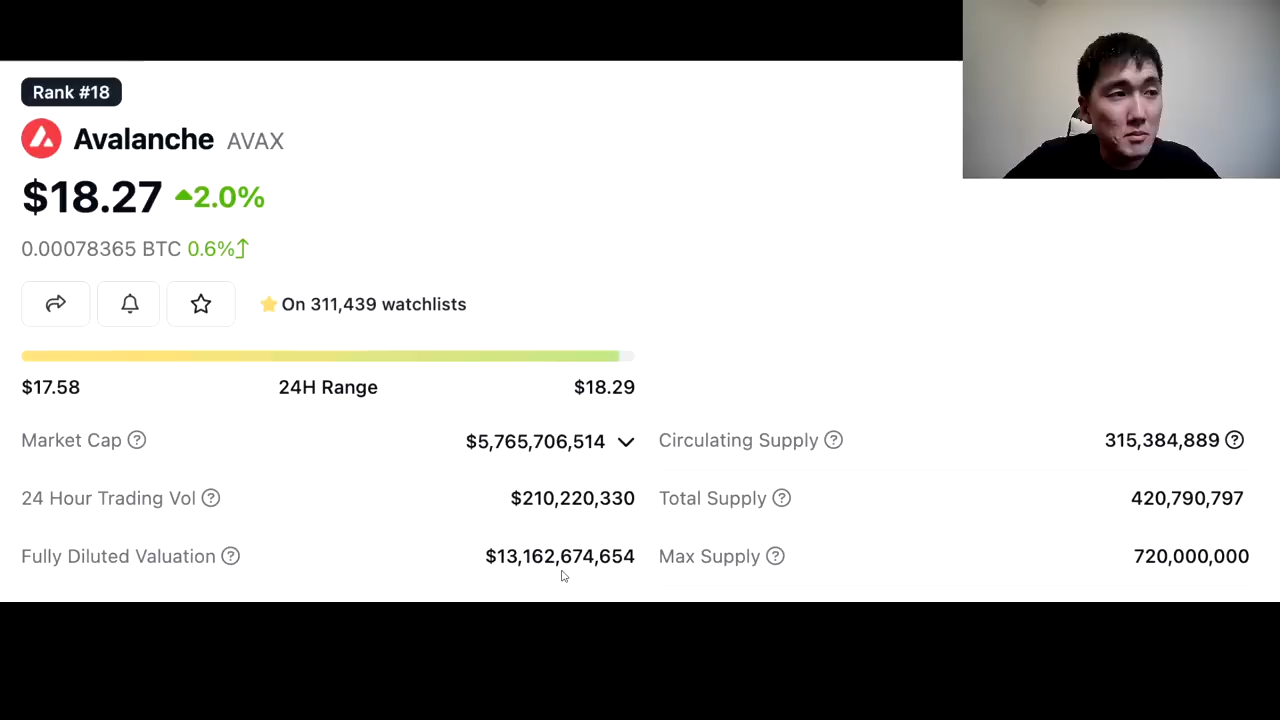 Rank #18
Avalanche AVAX
$18.27 2.0%
0.00078365 BTC 0.6%
On 311,439 watchlists
$17.58 24H Range $18.29
Market Cap ? $5,765,706,514 Circulating Supply ? 315,384,889 ?
24 Hour Trading Vol ? $210,220,330 Total Supply ? 420,790,797
Fully Diluted Valuation ? $13,162,674,654 Max Supply ? 720,000,000